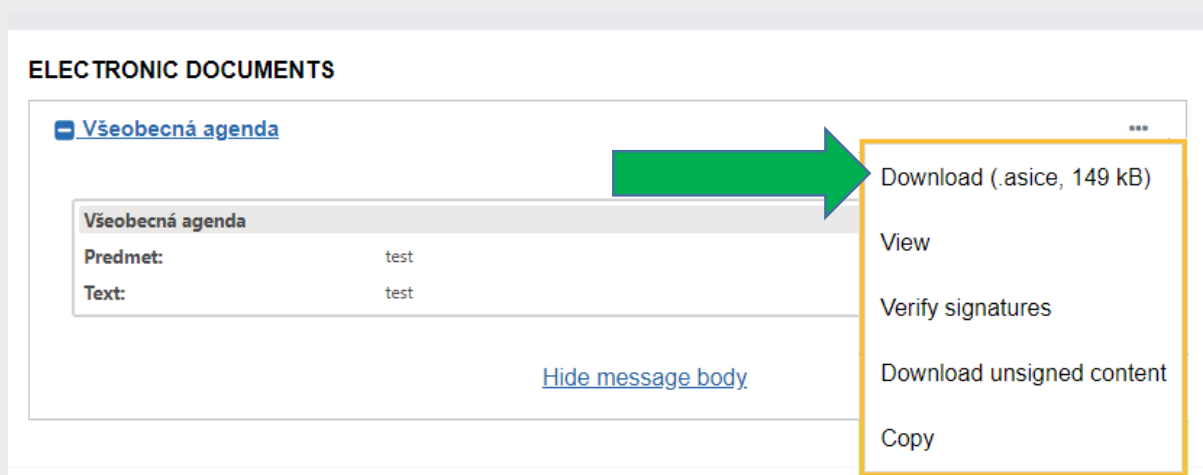 ELECTRONIC DOCUMENTS
Všeobecná agenda
Download (.asice, 149 kB)
View
Verify signatures
Download unsigned content
Copy
Všeobecná agenda
Predmet: test
Text: test
Hide message body